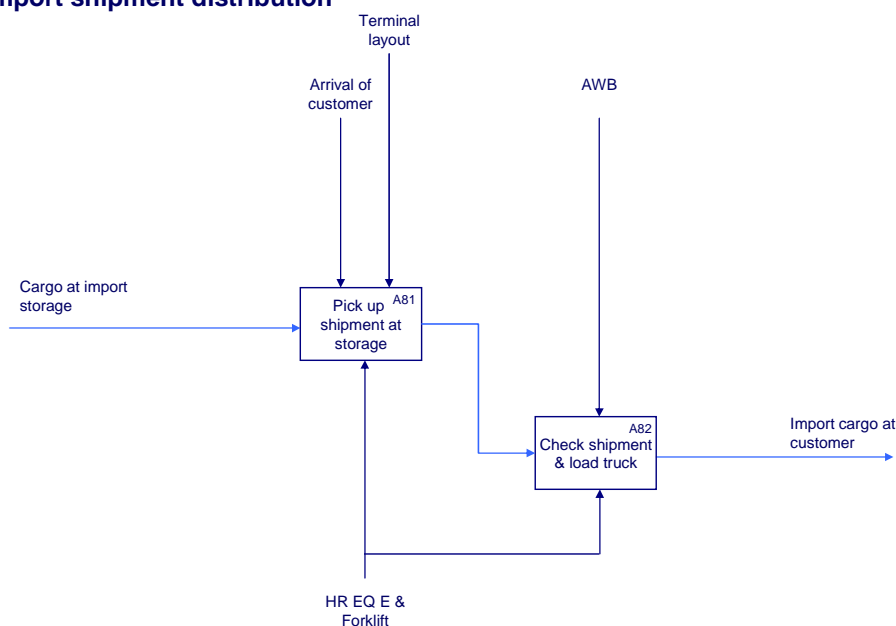 mport shipment distribution
Terminal
layout
Arrival of
customer
AWB
Cargo at import
storage
A81
Pick up
shipment at
storage
A82
Check shipment
& load truck
Import cargo at
customer
HR EQ E &
Forklift